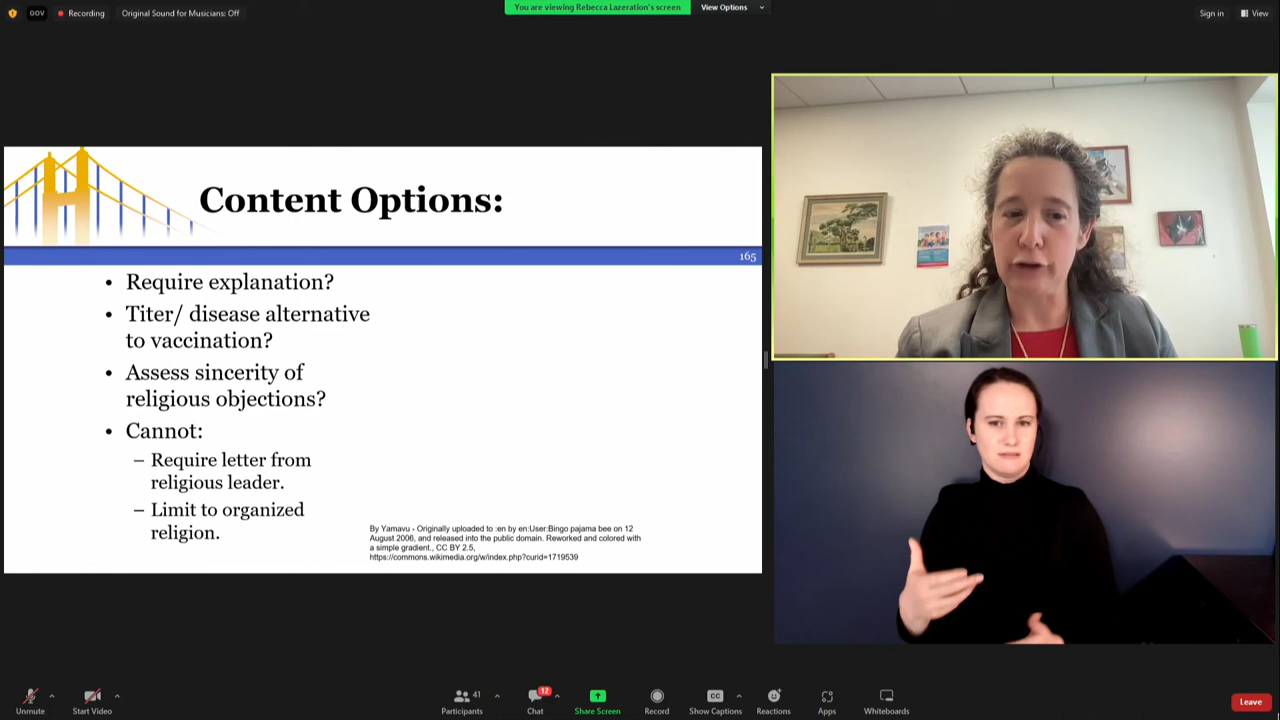 GOV
Recording
Original Sound for Musicians: Off
You are viewing Rebecca Lazeration's screen
View Options
Sign in
View
Content Options:
165
• Require explanation?
• Titer/ disease alternative
to vaccination?
• Assess sincerity of
religious objections?
• Cannot:
– Require letter from
religious leader.
– Limit to organized
religion.
By Yamavu - Originally uploaded to :en by en:User:Bingo pajama bee on 12
August 2006, and released into the public domain. Reworked and colored with
a simple gradient., CC BY 2.5,
https://commons.wikimedia.org/w/index.php?curid=1719539
Unmute
Start Video
41
Participants
12
Chat
Share Screen
Record
CC
Show Captions
Reactions
Apps
Whiteboards
Leave